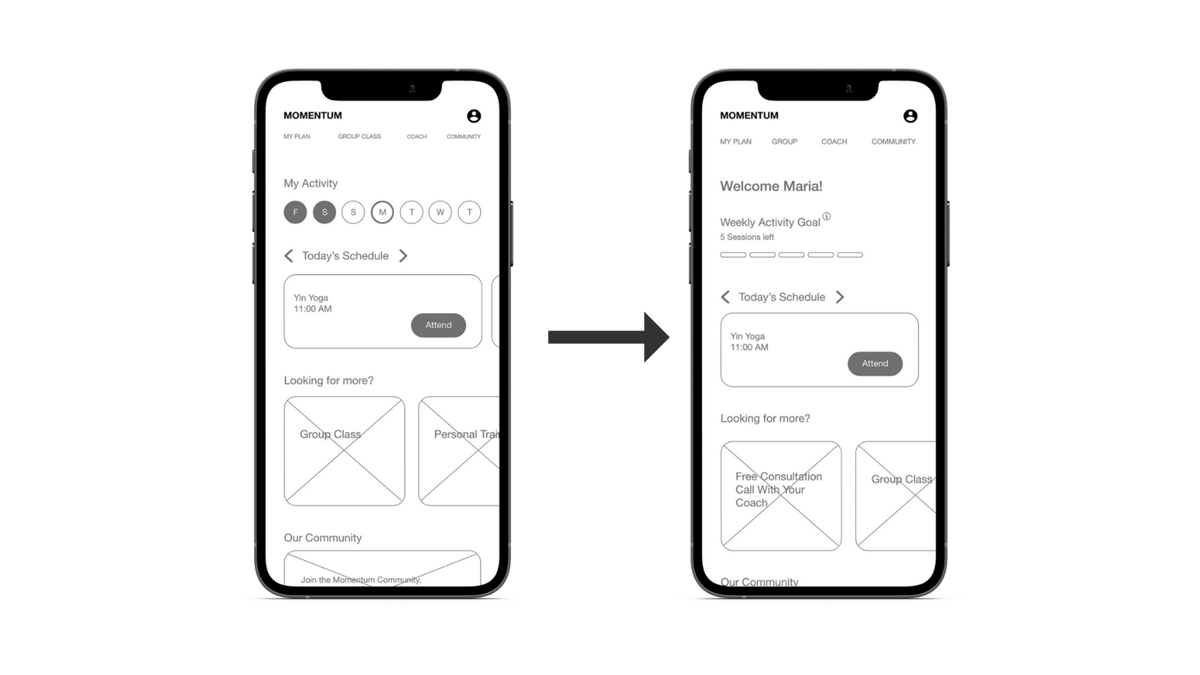 MOMENTUM
MY PLAN GROUP CLASS COACH COMMUNITY
My Activity
F S S M T W T
Today's Schedule
Yin Yoga
11:00 AM
Attend
Looking for more?
Group Class
Personal Trai
Our Community
Join the Momentum Community,
MOMENTUM
MY PLAN GROUP COACH COMMUNITY
Welcome Maria!
Weekly Activity Goal
5 Sessions left
Today's Schedule
Yin Yoga
11:00 AM
Attend
Looking for more?
Free Consultation
Call With Your
Coach
Group Class
Our Community